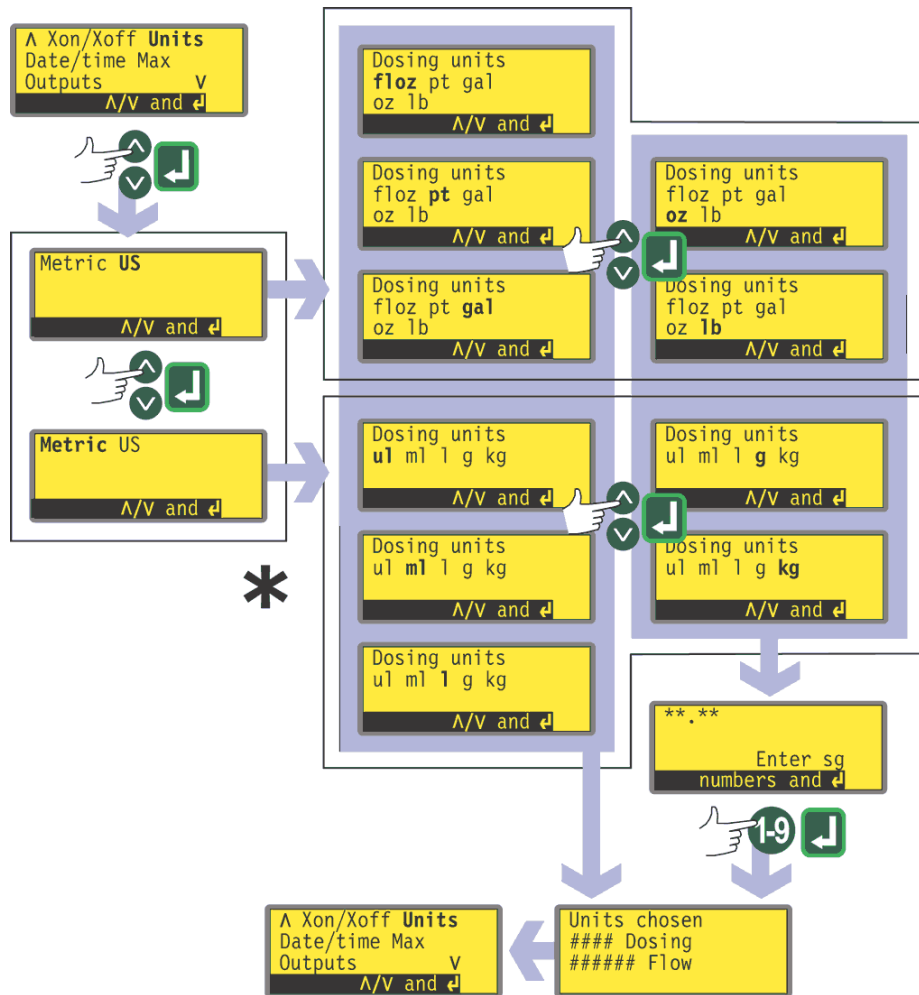 Λ Xon/Xoff Units
Date/time Max
Outputs V
Λ/V and ↵
Metric US
Λ/V and ↵
Metric US
Λ/V and ↵
Dosing units
floz pt gal
oz lb
Λ/V and ↵
Dosing units
floz pt gal
oz lb
Λ/V and ↵
Dosing units
floz pt gal
oz lb
Λ/V and ↵
Dosing units
floz pt gal
oz lb
Λ/V and ↵
Dosing units
floz pt gal
oz lb
Λ/V and ↵
Dosing units
ul ml l g kg
Λ/V and ↵
Dosing units
ul ml l g kg
Λ/V and ↵
Dosing units
ul ml l g kg
Λ/V and ↵
Dosing units
ul ml l g kg
Λ/V and ↵
Dosing units
ul ml l g kg
Λ/V and ↵
*
**.**
Enter sg
numbers and ↵
1-9
Units chosen
#### Dosing
###### Flow
Λ Xon/Xoff Units
Date/time Max
Outputs V
Λ/V and ↵